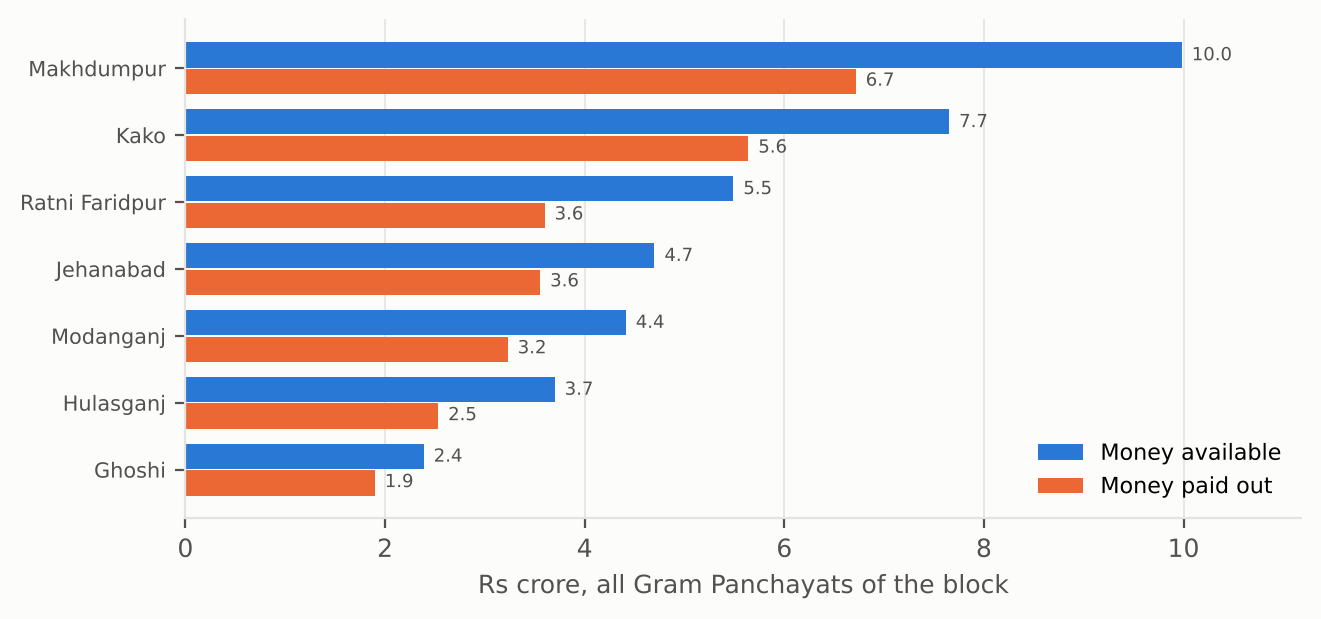 Makhdumpur
10.0
6.7
Kako
7.7
5.6
Ratni Faridpur
5.5
3.6
Jehanabad
4.7
3.6
Modanganj
4.4
3.2
Hulasganj
3.7
2.5
Ghoshi
2.4
1.9
Money available
Money paid out
0 2 4 6 8 10
Rs crore, all Gram Panchayats of the block